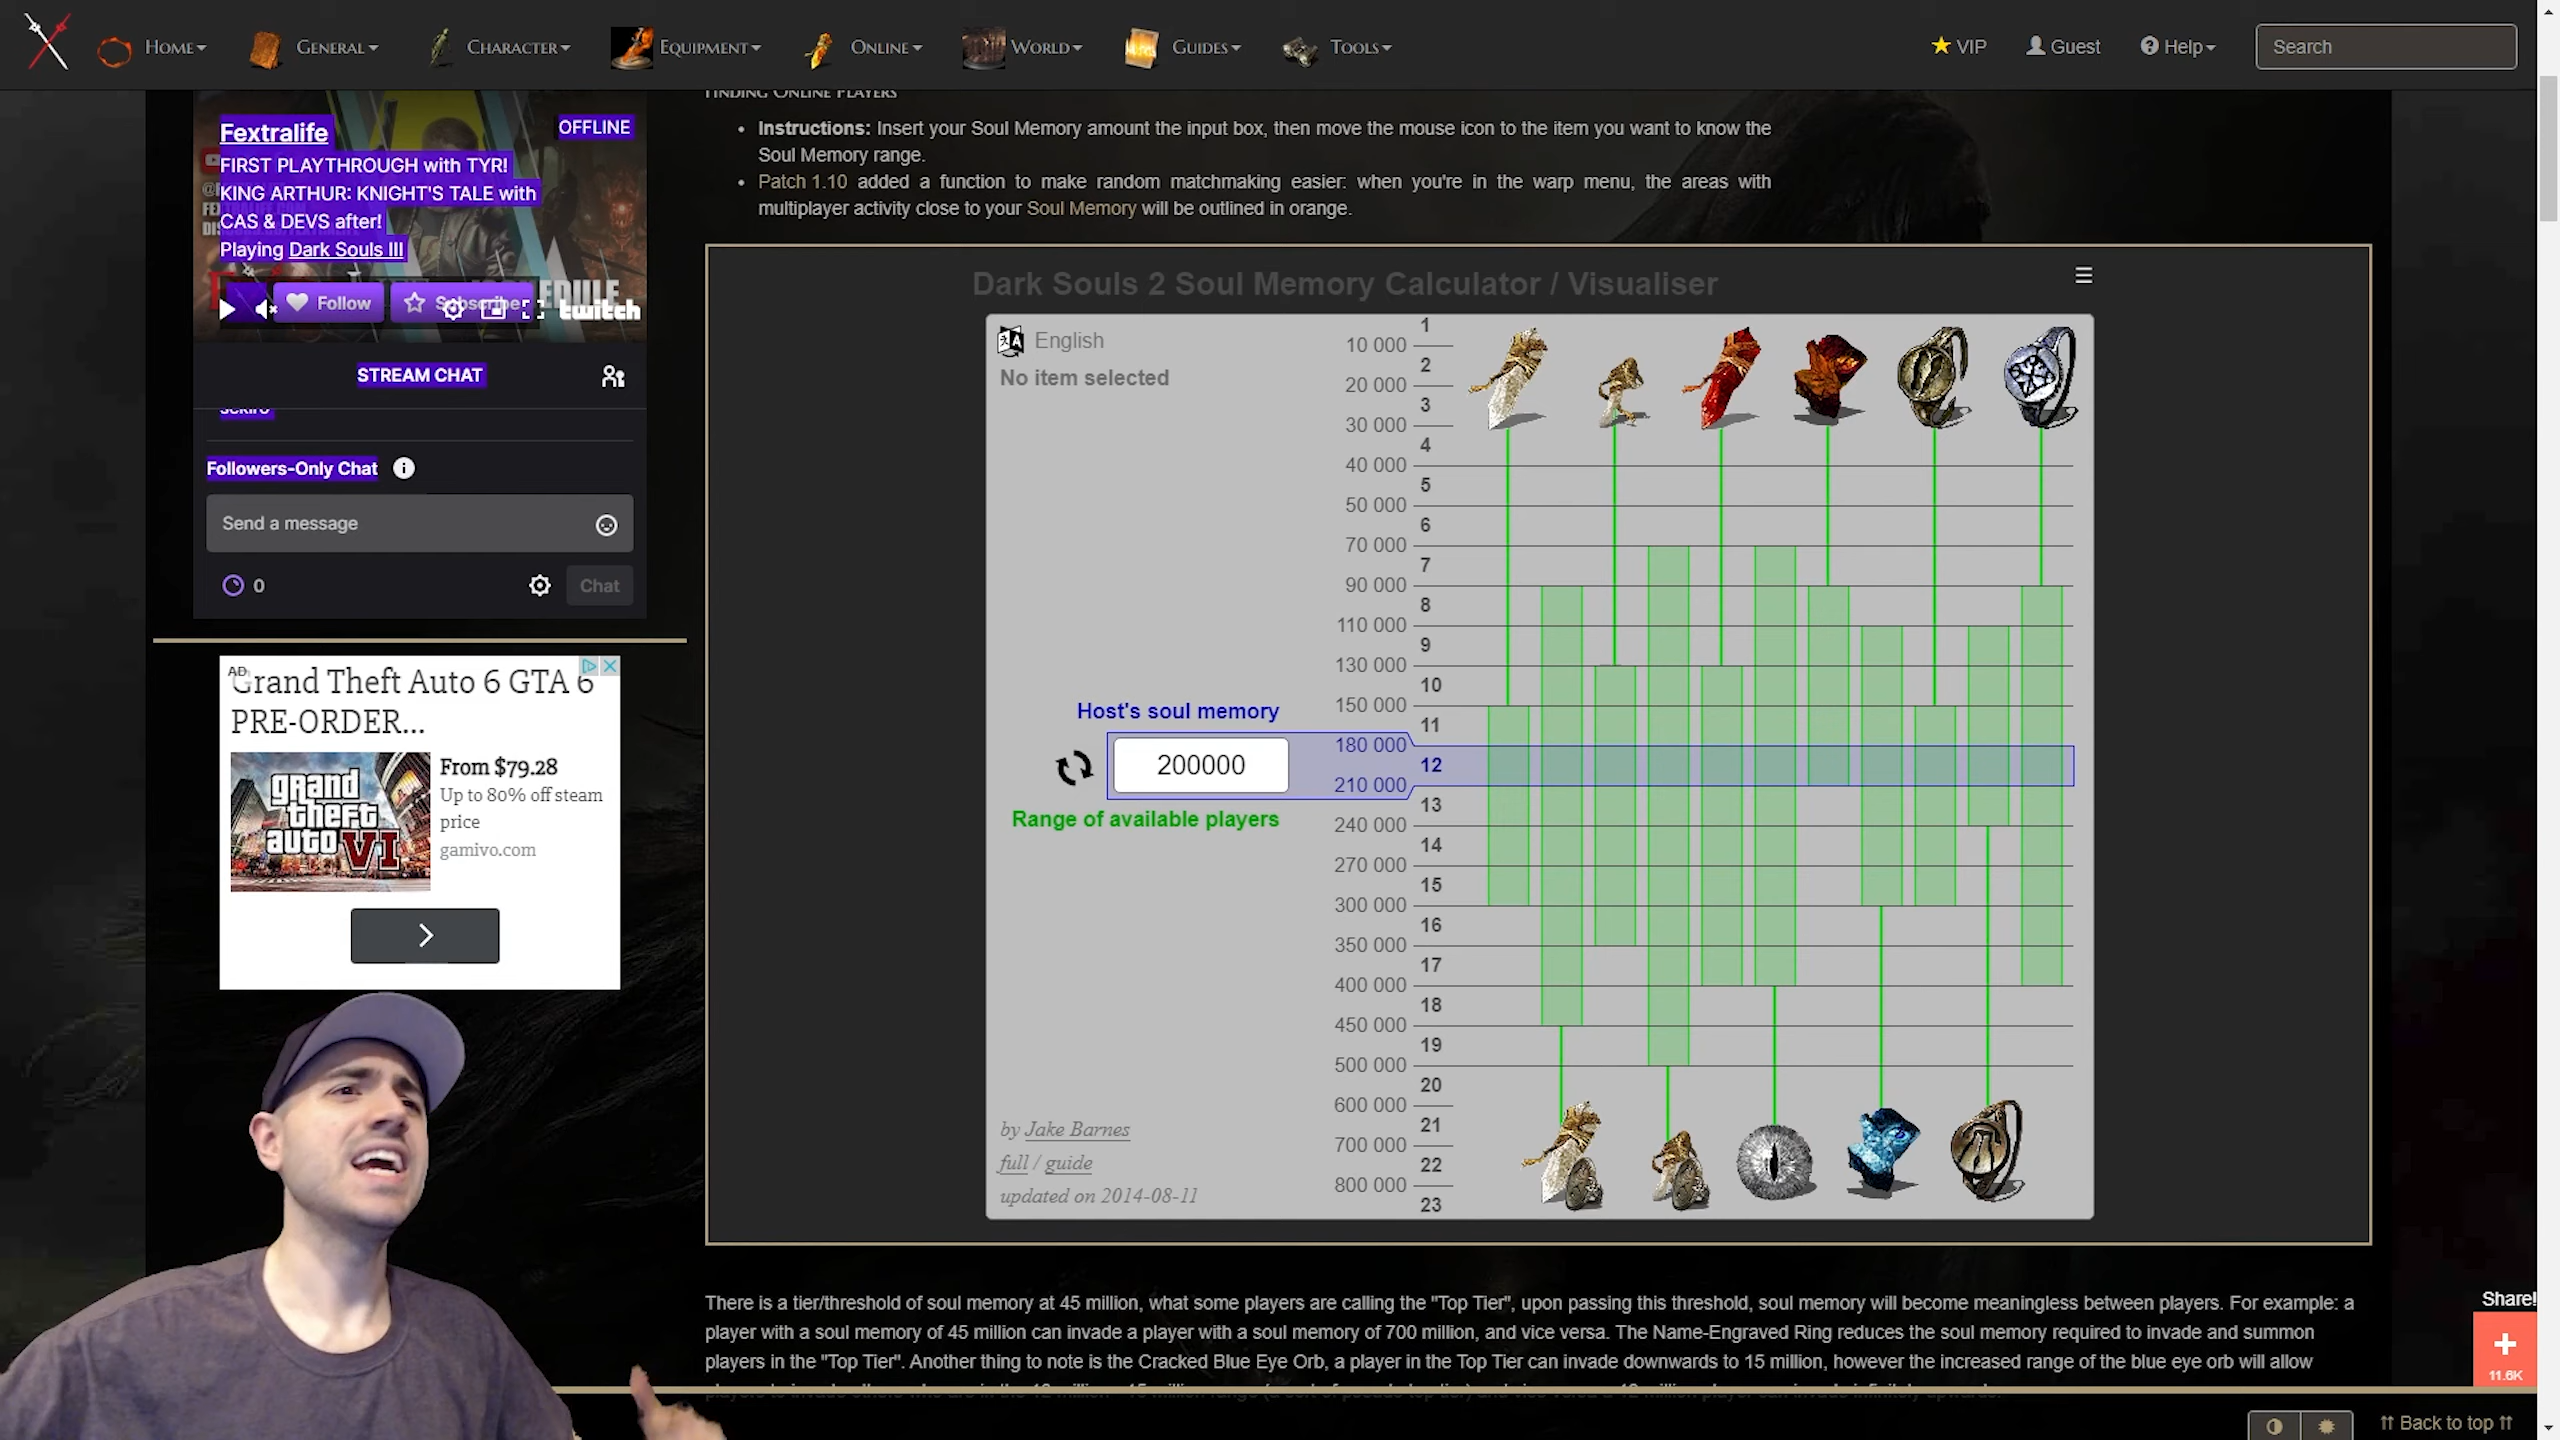 HOME
GENERAL
CHARACTER
EQUIPMENT
ONLINE
WORLD
GUIDES
TOOLS
VIP
Guest
Help
Search
Fextralife
OFFLINE
FIRST PLAYTHROUGH with TYR!
KING ARTHUR: KNIGHT'S TALE with
CAS & DEVS after!
Playing Dark Souls III
Follow
Subscribe
twitch
STREAM CHAT
Followers-Only Chat
Send a message
0
Chat
AD
Grand Theft Auto 6 GTA 6
PRE-ORDER...
grand
theft
auto VI
From $79.28
Up to 80% off steam
price
gamivo.com
FINDING ONLINE PLAYERS
• Instructions: Insert your Soul Memory amount the input box, then move the mouse icon to the item you want to know the
Soul Memory range.
• Patch 1.10 added a function to make random matchmaking easier: when you're in the warp menu, the areas with
multiplayer activity close to your Soul Memory will be outlined in orange.
Dark Souls 2 Soul Memory Calculator / Visualiser
English
No item selected
Host's soul memory
200000
Range of available players
1
10 000
2
20 000
3
30 000
4
40 000
5
50 000
6
70 000
7
90 000
8
110 000
9
130 000
10
150 000
11
180 000
12
210 000
13
240 000
14
270 000
15
300 000
16
350 000
17
400 000
18
450 000
19
500 000
20
600 000
21
700 000
22
800 000
23
by Jake Barnes
full / guide
updated on 2014-08-11
There is a tier/threshold of soul memory at 45 million, what some players are calling the "Top Tier", upon passing this threshold, soul memory will become meaningless between players. For example: a
player with a soul memory of 45 million can invade a player with a soul memory of 700 million, and vice versa. The Name-Engraved Ring reduces the soul memory required to invade and summon
players in the "Top Tier". Another thing to note is the Cracked Blue Eye Orb, a player in the Top Tier can invade downwards to 15 million, however the increased range of the blue eye orb will allow
Share!
11.6K
Back to top